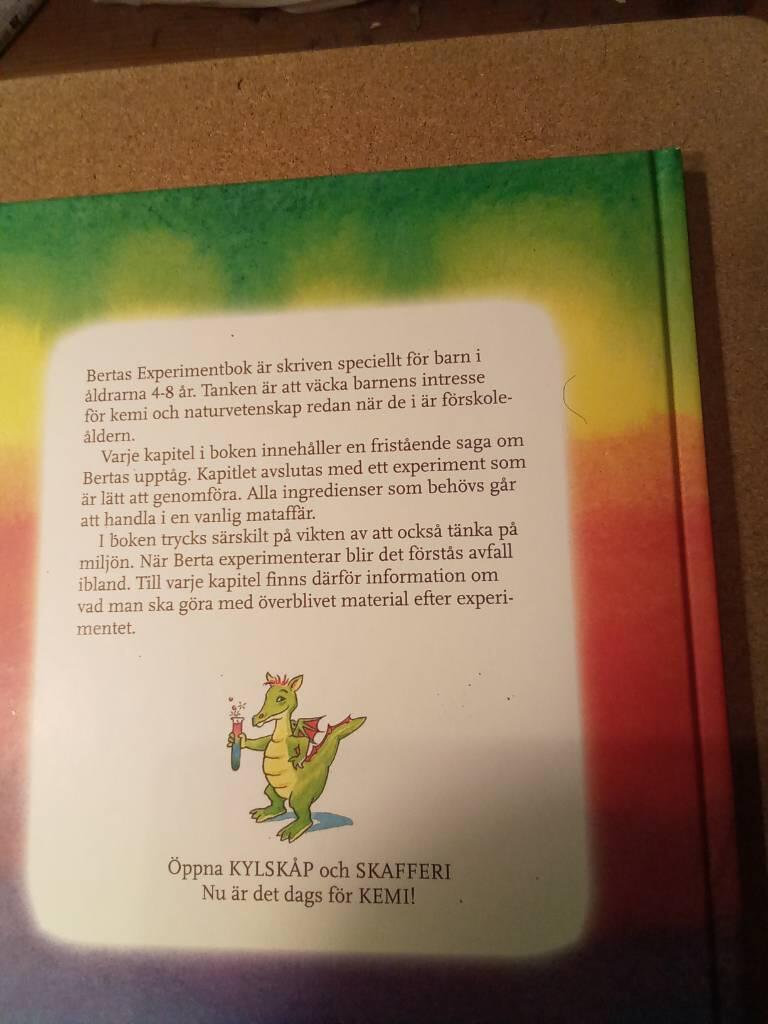 Bertas Experimentbok är skriven speciellt för barn i
åldrarna 4-8 år. Tanken är att väcka barnens intresse
för kemi och naturvetenskap redan när de i är förskole-
åldern.
Varje kapitel i boken innehåller en fristående saga om
Bertas upptåg. Kapitlet avslutas med ett experiment som
är lätt att genomföra. Alla ingredienser som behövs går
att handla i en vanlig mataffär.
I boken trycks särskilt på vikten av att också tänka på
miljön. När Berta experimenterar blir det förstås avfall
ibland. Till varje kapitel finns därför information om
vad man ska göra med överblivet material efter experi-
mentet.
Öppna KYLSKÅP och SKAFFERI
Nu är det dags för KEMI!